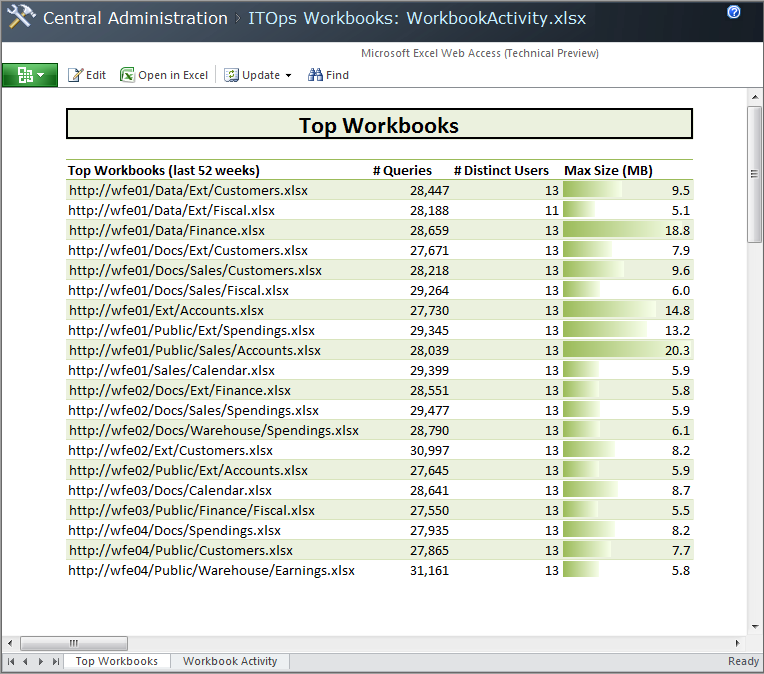 Central Administration › ITOps Workbooks: WorkbookActivity.xlsx
Microsoft Excel Web Access (Technical Preview)
Edit Open in Excel Update Find
Top Workbooks
Top Workbooks (last 52 weeks) # Queries # Distinct Users Max Size (MB)
http://wfe01/Data/Ext/Customers.xlsx 28,447 13 9.5
http://wfe01/Data/Ext/Fiscal.xlsx 28,188 11 5.1
http://wfe01/Data/Finance.xlsx 28,659 13 18.8
http://wfe01/Docs/Ext/Customers.xlsx 27,671 13 7.9
http://wfe01/Docs/Sales/Customers.xlsx 28,218 13 9.6
http://wfe01/Docs/Sales/Fiscal.xlsx 29,264 13 6.0
http://wfe01/Ext/Accounts.xlsx 27,730 13 14.8
http://wfe01/Public/Ext/Spendings.xlsx 29,345 13 13.2
http://wfe01/Public/Sales/Accounts.xlsx 28,039 13 20.3
http://wfe01/Sales/Calendar.xlsx 29,399 13 5.9
http://wfe02/Docs/Ext/Finance.xlsx 28,551 13 5.8
http://wfe02/Docs/Sales/Spendings.xlsx 29,477 13 5.9
http://wfe02/Docs/Warehouse/Spendings.xlsx 28,790 13 6.1
http://wfe02/Ext/Customers.xlsx 30,997 13 8.2
http://wfe02/Public/Ext/Accounts.xlsx 27,645 13 5.9
http://wfe03/Docs/Calendar.xlsx 28,641 13 8.7
http://wfe03/Public/Finance/Fiscal.xlsx 27,550 13 5.5
http://wfe04/Docs/Spendings.xlsx 27,935 13 8.2
http://wfe04/Public/Customers.xlsx 27,865 13 7.7
http://wfe04/Public/Warehouse/Earnings.xlsx 31,161 13 5.8
Top Workbooks Workbook Activity Ready